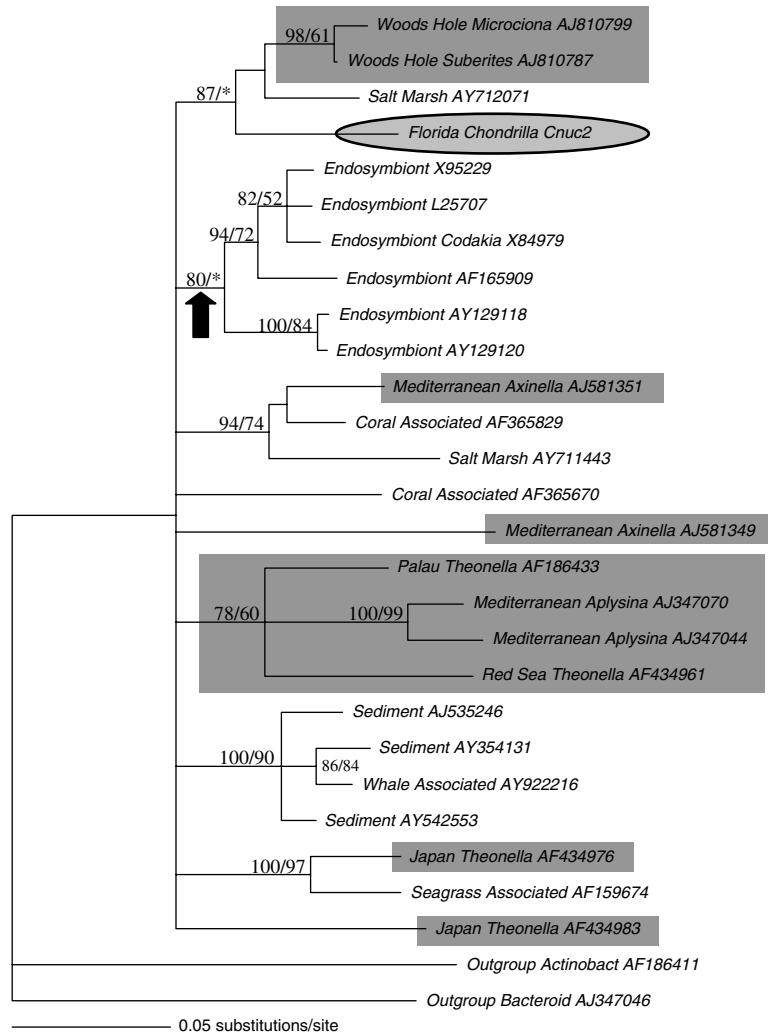 98/61
Woods Hole Microciona AJ810799
Woods Hole Suberites AJ810787
87/*
Salt Marsh AY712071
Florida Chondrilla Cnuc2
Endosymbiont X95229
82/52
Endosymbiont L25707
94/72
Endosymbiont Codakia X84979
80/*
Endosymbiont AF165909
100/84
Endosymbiont AY129118
Endosymbiont AY129120
Mediterranean Axinella AJ581351
94/74
Coral Associated AF365829
Salt Marsh AY711443
Coral Associated AF365670
Mediterranean Axinella AJ581349
Palau Theonella AF186433
78/60
100/99
Mediterranean Aplysina AJ347070
Mediterranean Aplysina AJ347044
Red Sea Theonella AF434961
Sediment AJ535246
100/90
Sediment AY354131
86/84
Whale Associated AY922216
Sediment AY542553
100/97
Japan Theonella AF434976
Seagrass Associated AF159674
Japan Theonella AF434983
Outgroup Actinobact AF186411
Outgroup Bacteroid AJ347046
0.05 substitutions/site